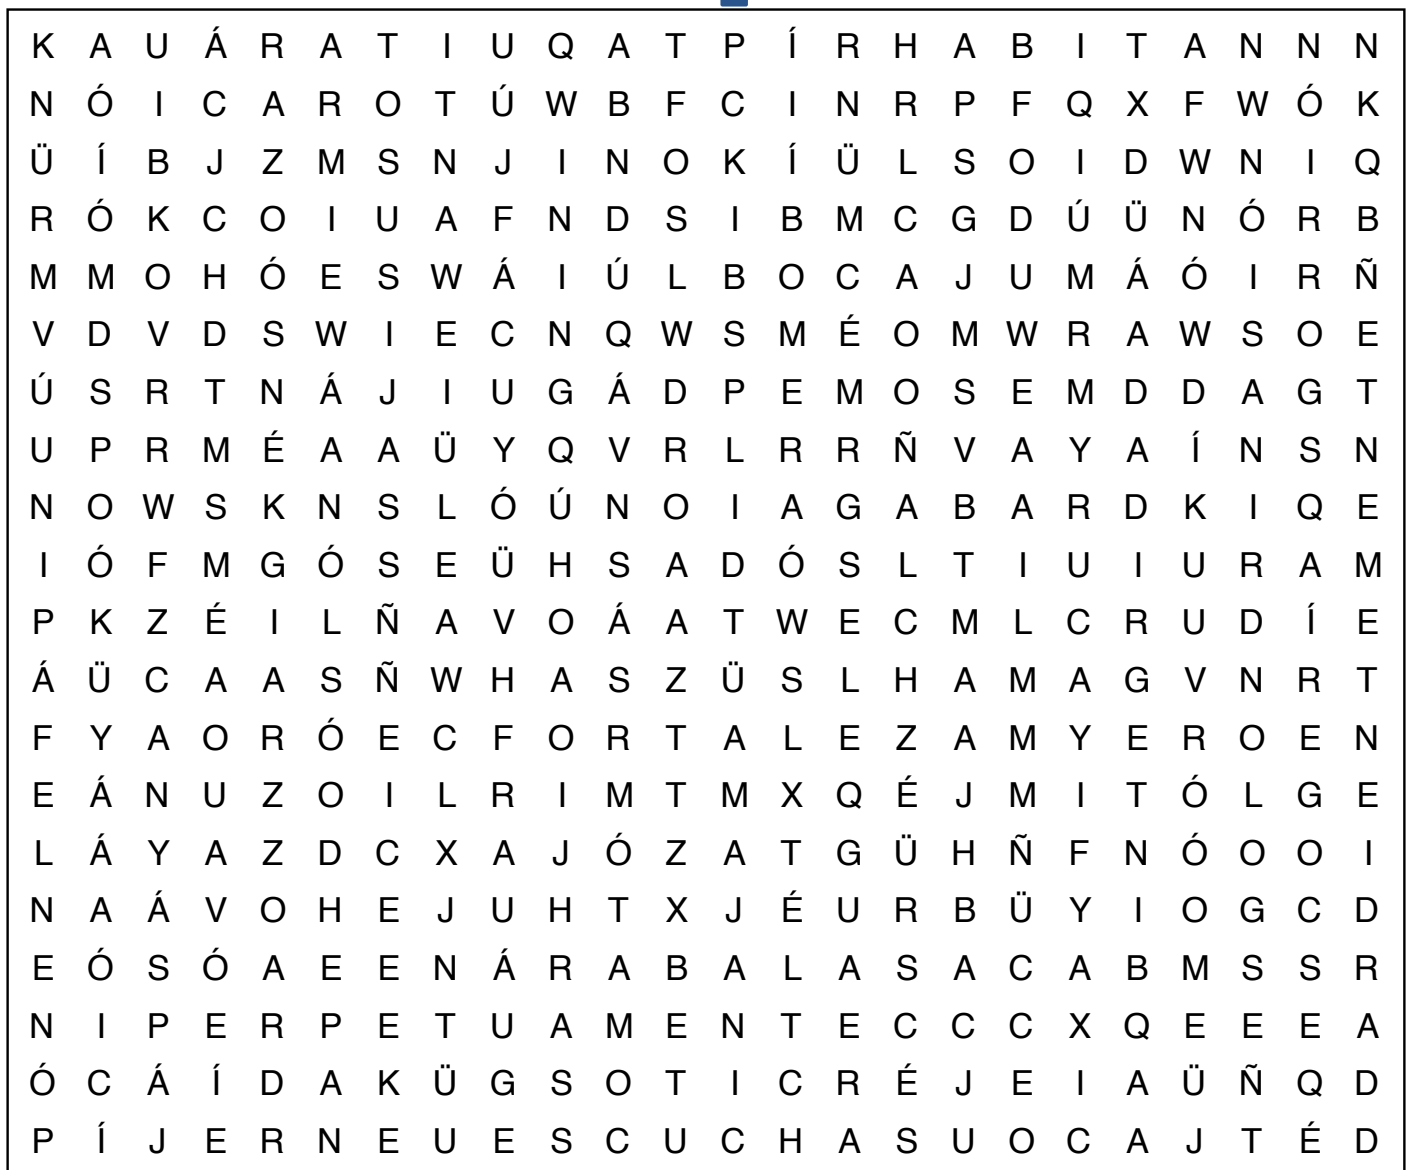 K A U Á R A T I U Q A T P Í R H A B I T A N N N
N Ó I C A R O T Ú W B F C I N R P F Q X F W Ó K
Ü Í B J Z M S N J I N O K Í Ü L S O I D W N I Q
R Ó K C O I U A F N D S I B M C G D Ú Ü N Ó R B
M M O H Ó E S W Á I Ú L B O C A J U M Á Ó I R Ñ
V D V D S W I E C N Q W S M É O M W R A W S O E
Ú S R T N Á J I U G Á D P E M O S E M D D A G T
U P R M É A A Ü Y Q V R L R R Ñ V A Y A Í N S N
N O W S K N S L Ó Ú N O I A G A B A R D K I Q E
I Ó F M G Ó S E Ü H S A D Ó S L T I U I U R A M
P K Z É I L Ñ A V O Á A T W E C M L C R U D Í E
Á Ü C A A S Ñ W H A S Z Ü S L H A M A G V N R T
F Y A O R Ó E C F O R T A L E Z A M Y E R O E N
E Á N U Z O I L R I M T M X Q É J M I T Ó L G E
L Á Y A Z D C X A J Ó Z A T G Ü H Ñ F N Ó O O I
N A Á V O H E J U H T X J É U R B Ü Y I O G C D
E Ó S Ó A E E N Á R A B A L A S A C A B M S S R
N I P E R P E T U A M E N T E C C C X Q E E E A
Ó C Á Í D A K Ü G S O T I C R É J E I A Ü Ñ Q D
P Í J E R N E U E S C U C H A S U O C A J T É D